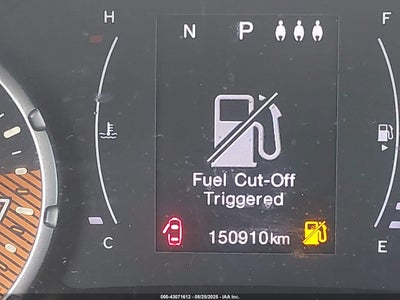 H
N P
F
Fuel Cut-Off
Triggered
150910km
C
E
000-43071612 - 08/25/2025 - IAA Inc.